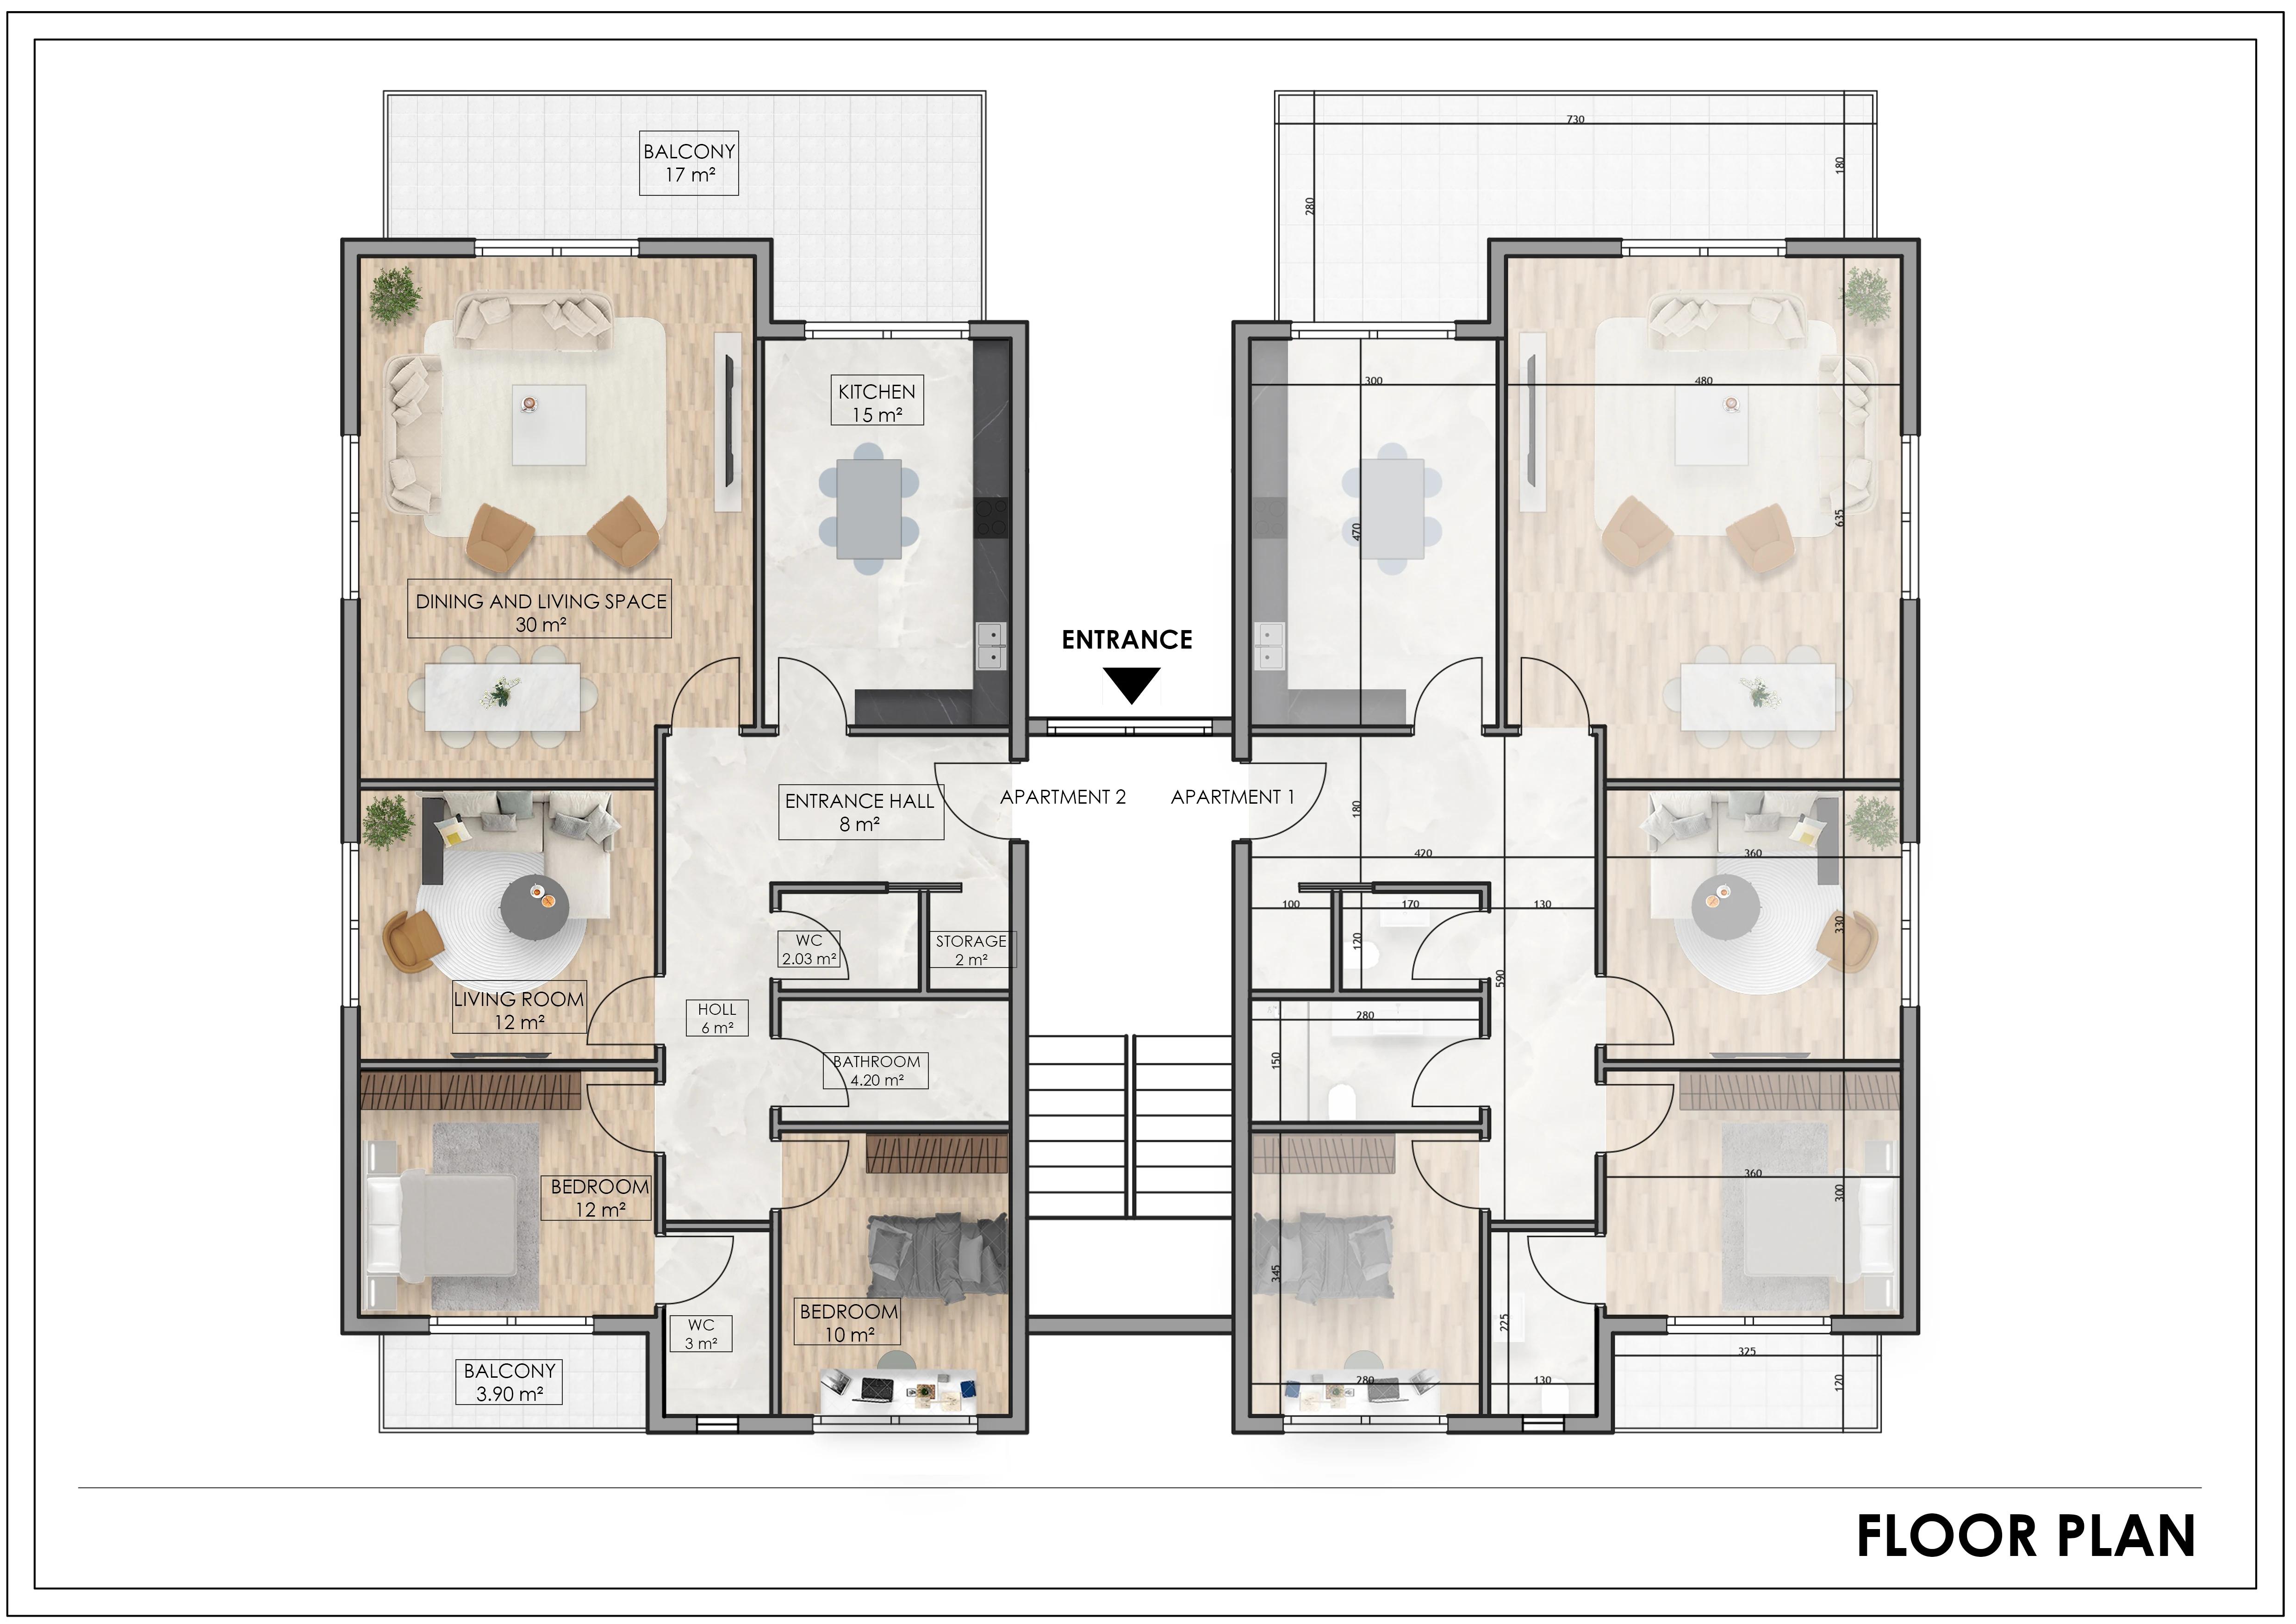 BALCONY
17 m²
730
180
280
KITCHEN
15 m²
300
480
470
635
DINING AND LIVING SPACE
30 m²
ENTRANCE
ENTRANCE HALL
8 m²
APARTMENT 2
APARTMENT 1
180
420
360
WC
2.03 m²
STORAGE
2 m²
100
170
130
120
330
590
LIVING ROOM
12 m²
HOLL
6 m²
280
BATHROOM
4.20 m²
150
BEDROOM
12 m²
360
300
345
BEDROOM
10 m²
WC
3 m²
225
BALCONY
3.90 m²
325
280
130
120
FLOOR PLAN